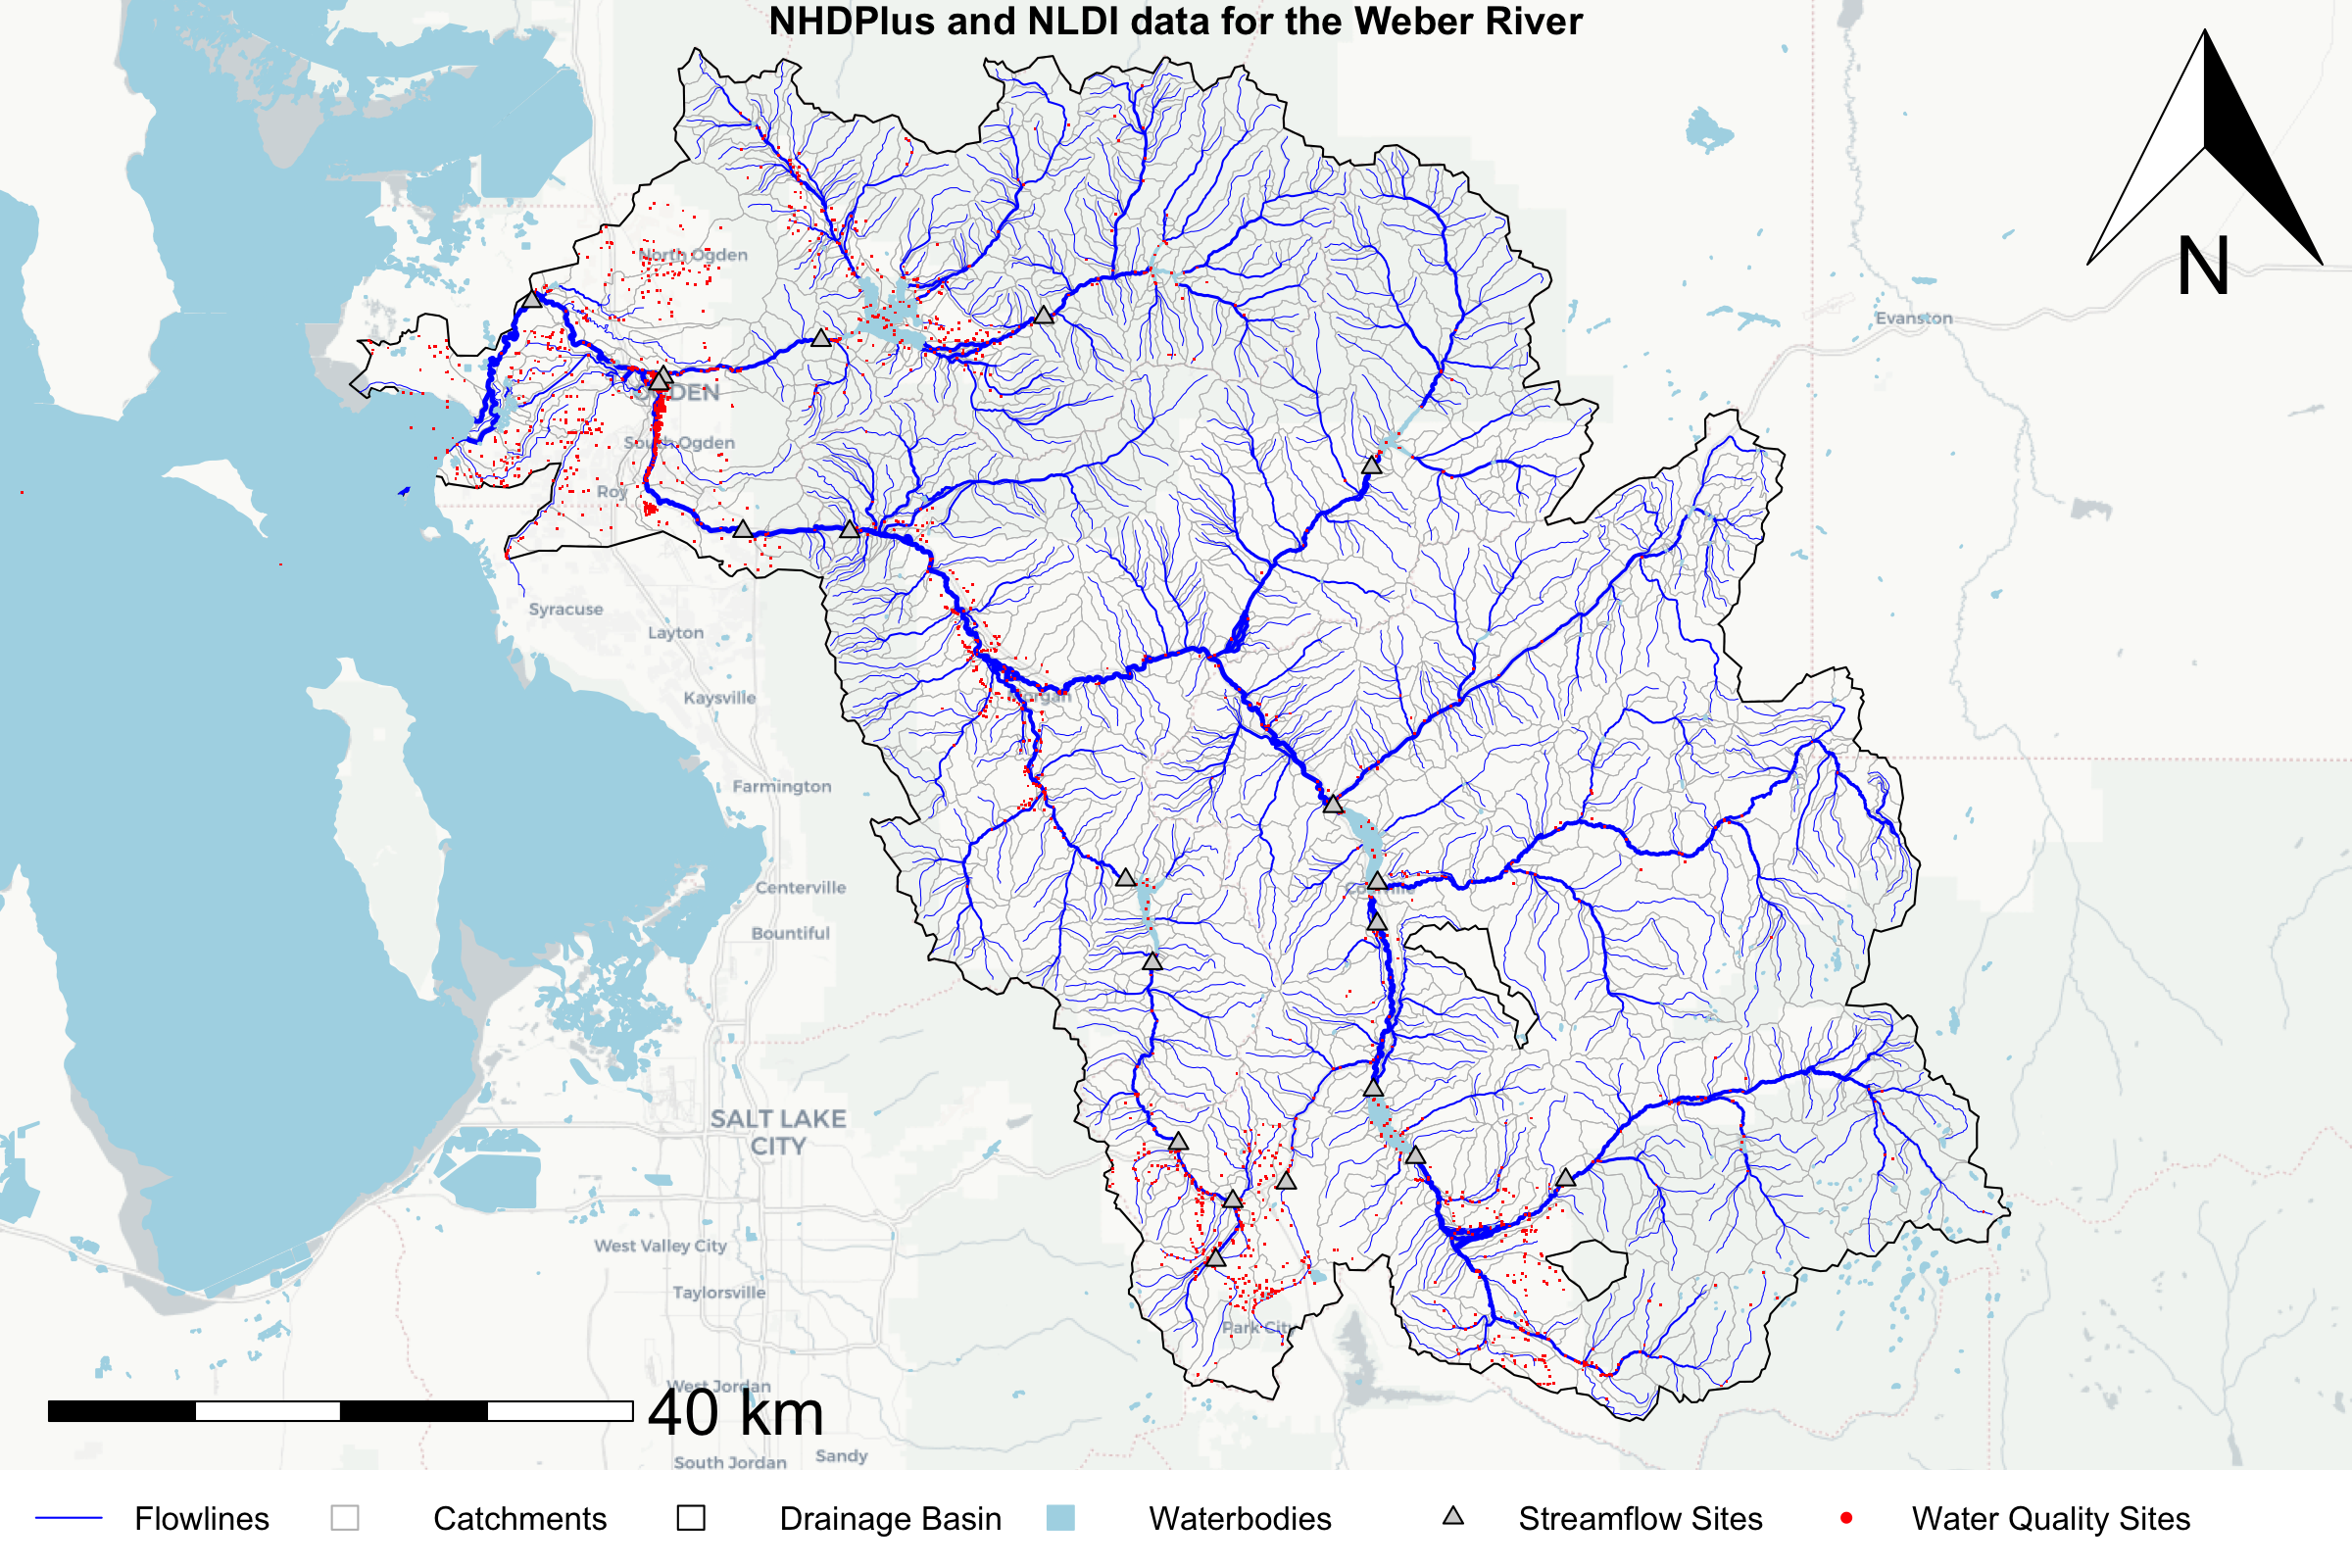 NHDPlus and NLDI data for the Weber River
N
North Ogden
Evanston
OGDEN
South Ogden
Roy
Syracuse
Layton
Kaysville
Morgan
Farmington
Centerville
Coalville
Bountiful
SALT LAKE
CITY
West Valley City
Taylorsville
Park City
West Jordan
40 km
Sandy
South Jordan
Flowlines
Catchments
Drainage Basin
Waterbodies
Streamflow Sites
Water Quality Sites